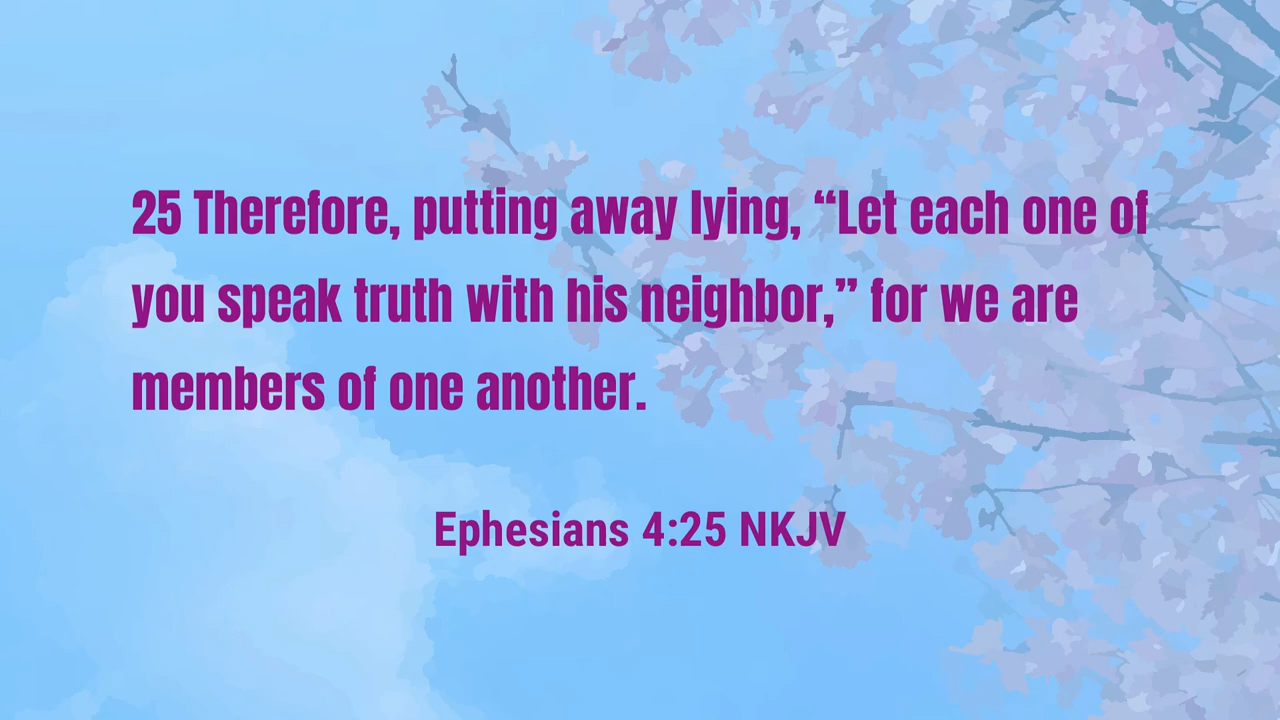 25 Therefore, putting away lying, “Let each one of
you speak truth with his neighbor,” for we are
members of one another.
Ephesians 4:25 NKJV